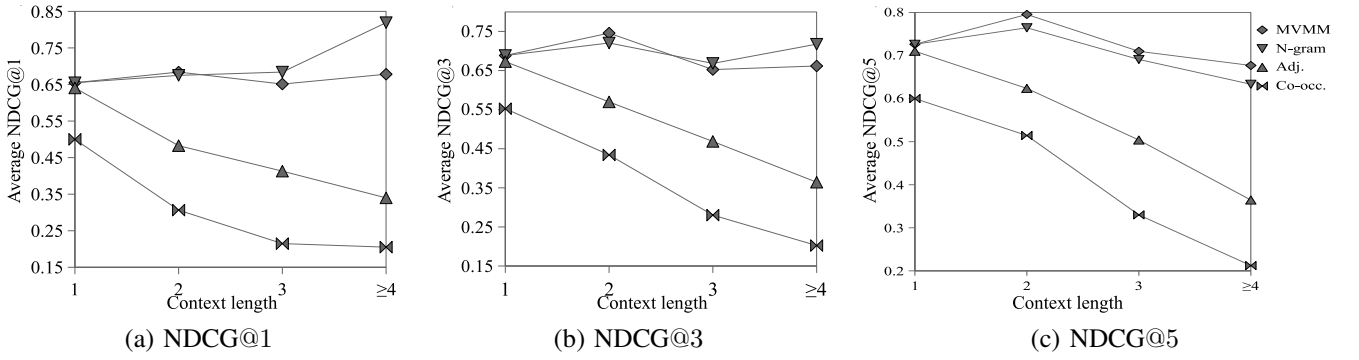 0.85
0.75
0.65
0.55
0.45
0.35
0.25
0.15
Average NDCG@1
1
2
3
≥4
Context length
(a) NDCG@1
0.75
0.65
0.55
0.45
0.35
0.25
0.15
Average NDCG@3
1
2
3
≥4
Context length
(b) NDCG@3
0.8
0.7
0.6
0.5
0.4
0.3
0.2
Average NDCG@5
1
2
3
≥4
Context length
(c) NDCG@5
MVMM
N-gram
Adj.
Co-occ.